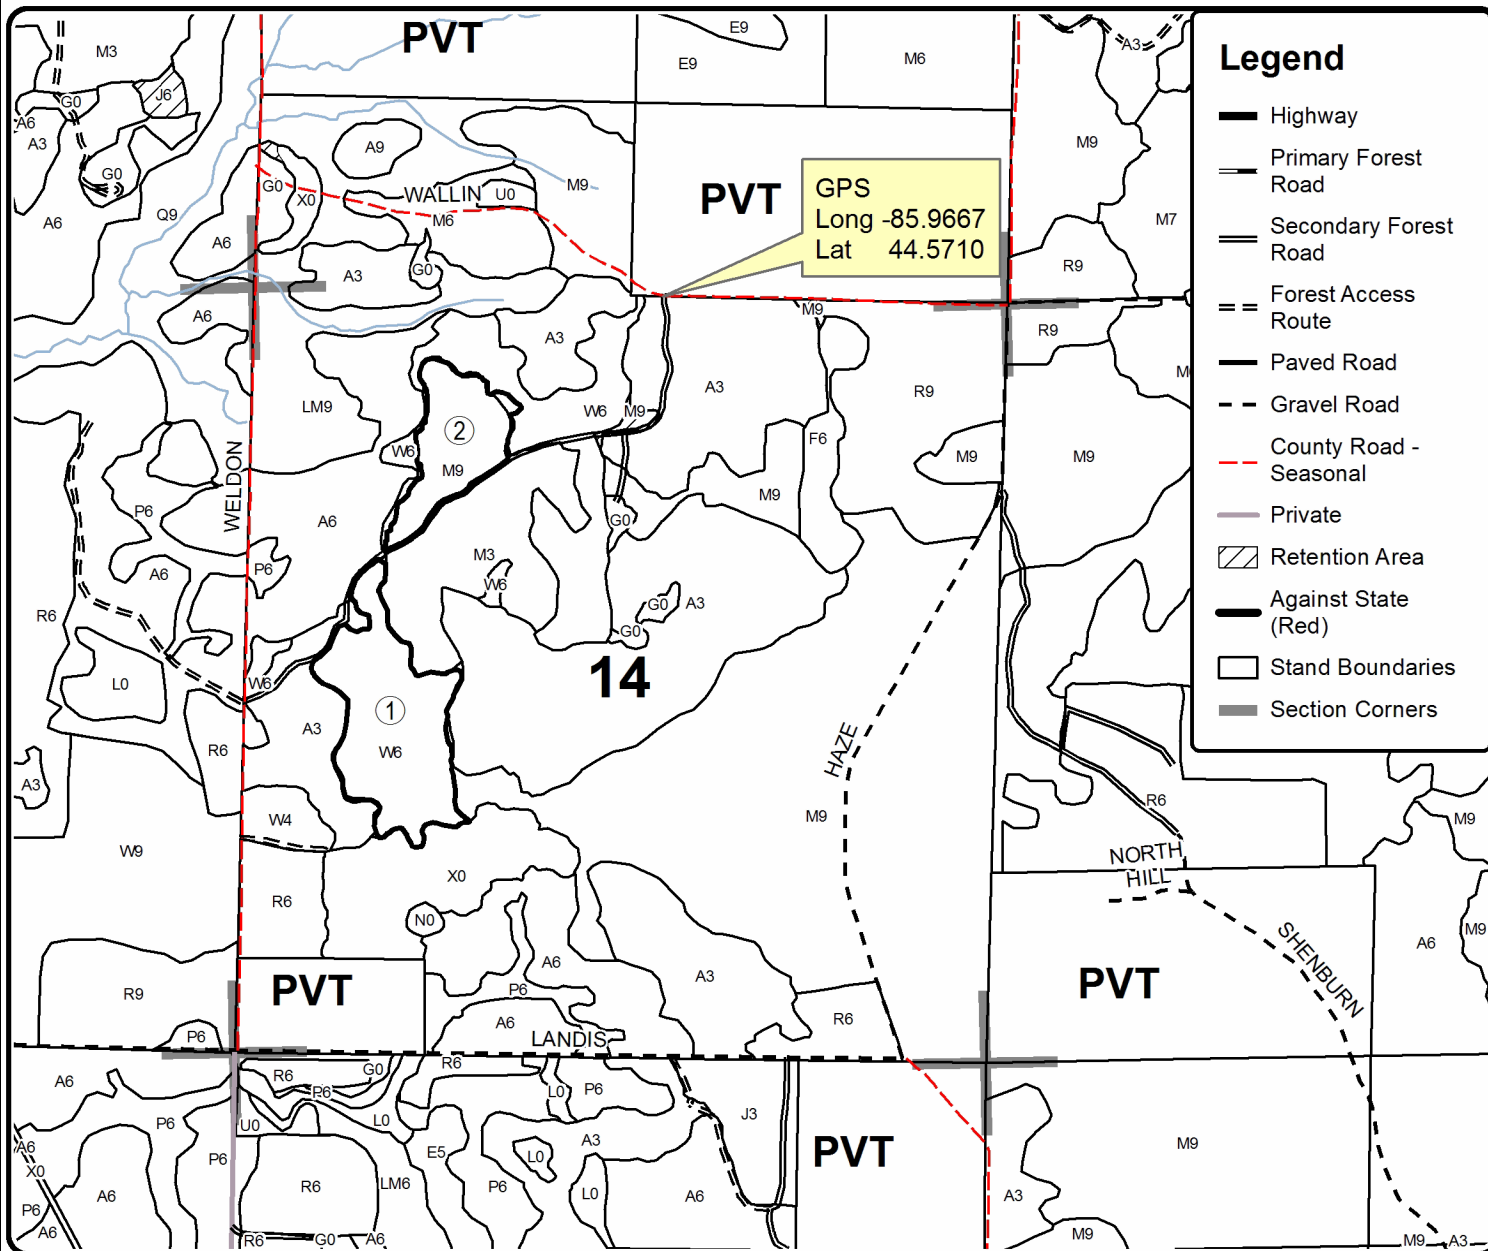 PVT
E9
E9
M6
A3
M3
G0
J6
A6
A3
G0
A6
Q9
A9
G0
X0
WALLIN
U0
M9
M6
A6
A3
G0
A6
PVT
GPS
Long -85.9667
Lat 44.5710
M9
M7
R9
R9
M9
A3
A3
R9
LM9
W6
M9
F6
M9
M9
2
W6
M9
M9
WELDON
P6
A6
G0
M3
W6
A6
P6
G0
A3
G0
R6
14
L0
W6
1
W6
A3
R6
A3
HAZE
M9
R6
M9
W4
W9
NORTH
HILL
X0
R6
N0
SHENBURN
A6
M9
A6
A3
P6
PVT
PVT
R9
A6
R6
P6
LANDIS
A6
R6
G0
R6
P6
L0
P6
J3
P6
U0
L0
A6
X0
P6
E5
A3
L0
PVT
M9
A6
R6
LM6
P6
L0
A6
A3
P6
A6
R6
G0
A6
M9
M9
A3
Legend
Highway
Primary Forest
Road
Secondary Forest
Road
Forest Access
Route
Paved Road
Gravel Road
County Road -
Seasonal
Private
Retention Area
Against State
(Red)
Stand Boundaries
Section Corners